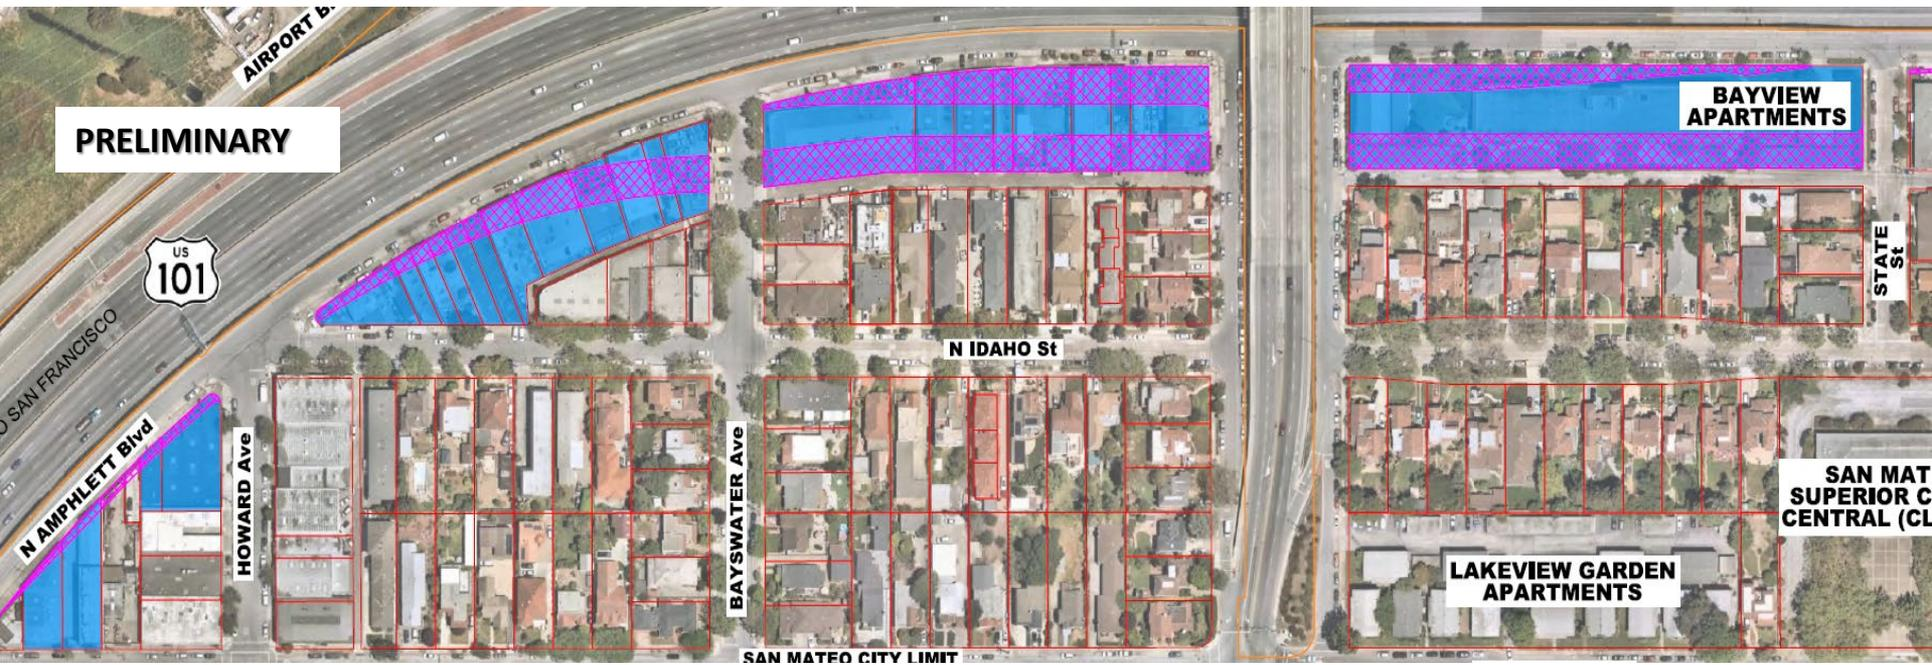 AIRPORT B
PRELIMINARY
BAYVIEW
APARTMENTS
US
101
STATE
St
O SAN FRANCISCO
N IDAHO St
N AMPHLETT Blvd
HOWARD Ave
BAYSWATER Ave
SAN MAT
SUPERIOR C
CENTRAL (CL
LAKEVIEW GARDEN
APARTMENTS
SAN MATEO CITY LIMIT